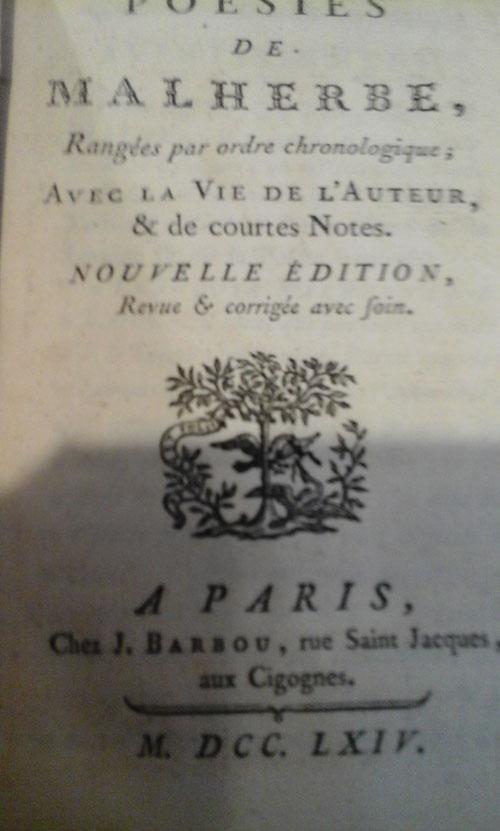 POESIES
DE
MALHERBE,
Rangées par ordre chronologique;
AVEC LA VIE DE L'AUTEUR,
& de courtes Notes.
NOUVELLE ÉDITION,
Revue & corrigée avec ſoin.
A PARIS,
Chez J. BARBOU, rue Saint Jacques,
aux Cigognes.
M. DCC. LXIV.